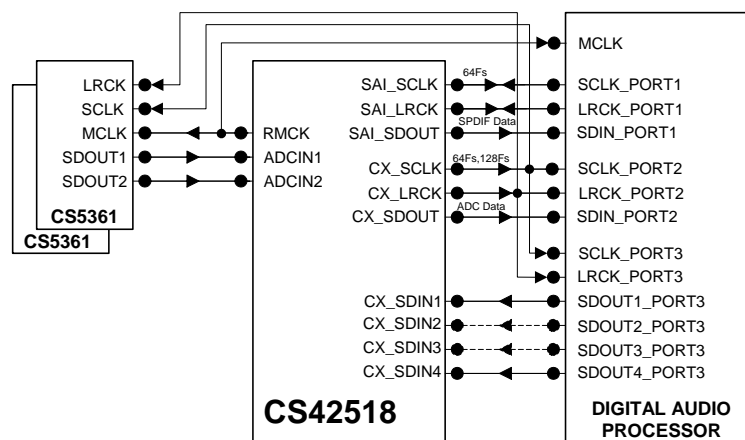 LRCK
SCLK
MCLK
SDOUT1
SDOUT2
CS5361
CS5361
RMCK
ADCIN1
ADCIN2
SAI_SCLK
SAI_LRCK
SAI_SDOUT
CX_SCLK
CX_LRCK
CX_SDOUT
CX_SDIN1
CX_SDIN2
CX_SDIN3
CX_SDIN4
CS42518
64Fs
SPDIF Data
64Fs,128Fs
ADC Data
MCLK
SCLK_PORT1
LRCK_PORT1
SDIN_PORT1
SCLK_PORT2
LRCK_PORT2
SDIN_PORT2
SCLK_PORT3
LRCK_PORT3
SDOUT1_PORT3
SDOUT2_PORT3
SDOUT3_PORT3
SDOUT4_PORT3
DIGITAL AUDIO
PROCESSOR